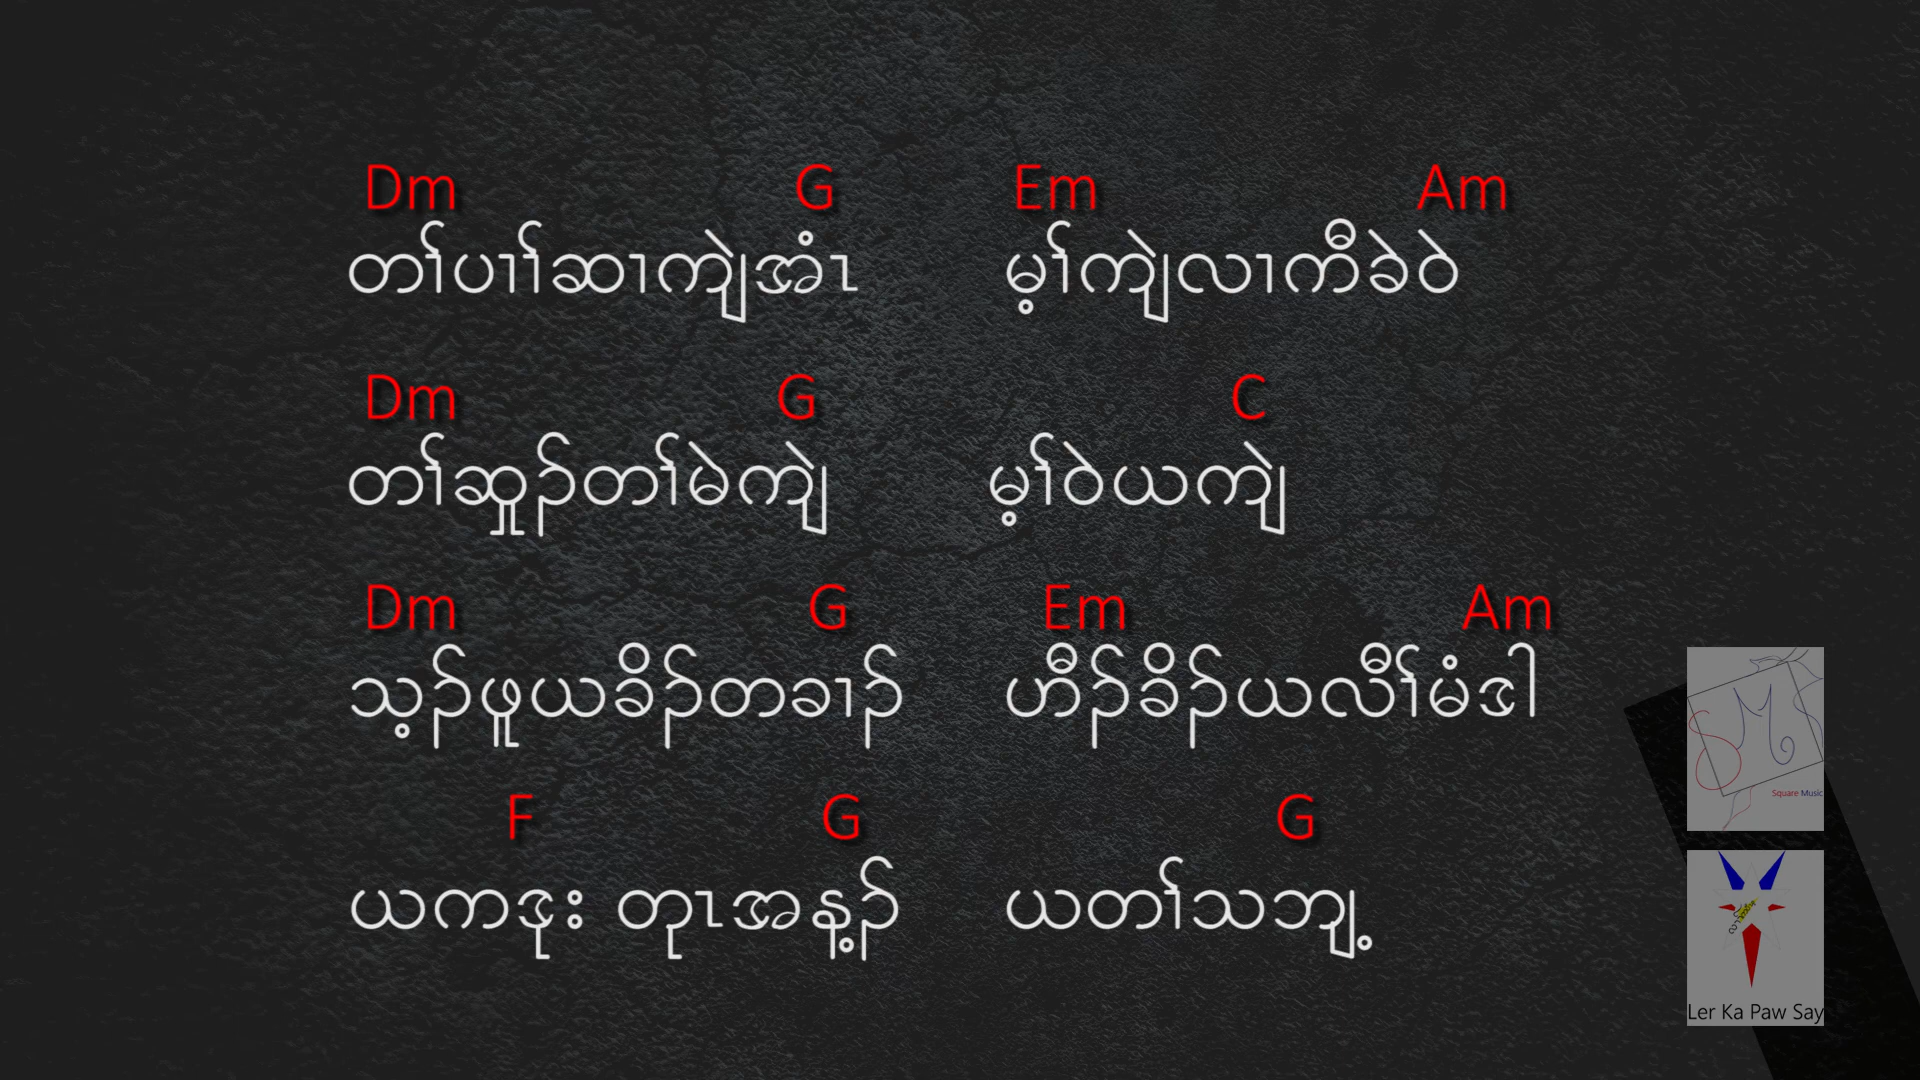 Dm G Em Am
တၢ်ပၢၢ်ဆၢကျဲအံၤ မ့ၢ်ကျဲလၢကီခဲဝဲ
Dm G C
တၢ်ဆှၣ်တၢ်မဲကျဲ မ့ၢ်ဝဲယကျဲ
Dm G Em Am
သ့ၣ်ဖူယခိၣ်တခၢၣ် ဟီၣ်ခိၣ်ယလီၢ်မံဒါ
F G G
ယကဒုး တုၤအန့ၣ် ယတၢ်သဘျ့
Square Music
Ler Ka Paw Say